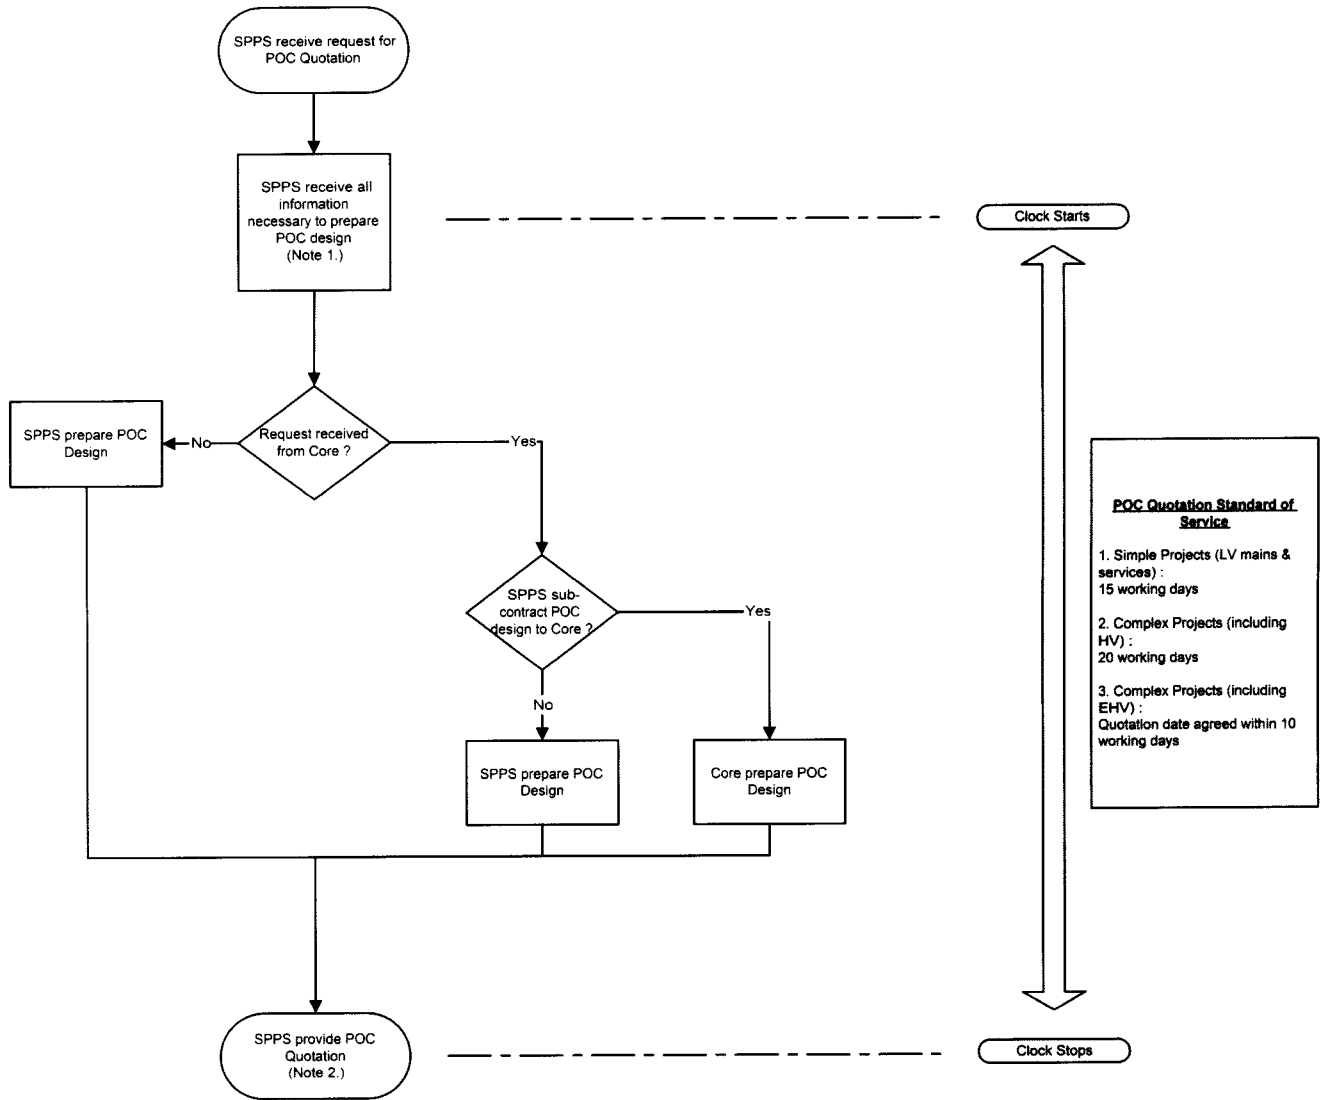 SPPS receive request for
POC Quotation
SPPS receive all
information
necessary to prepare
POC design
(Note 1.)
Clock Starts
SPPS prepare POC
Design
No
Request received
from Core ?
Yes
POC Quotation Standard of
Service
1. Simple Projects (LV mains &
services) :
15 working days
2. Complex Projects (including
HV) :
20 working days
3. Complex Projects (including
EHV) :
Quotation date agreed within 10
working days
SPPS sub-
contract POC
design to Core ?
Yes
No
SPPS prepare POC
Design
Core prepare POC
Design
SPPS provide POC
Quotation
(Note 2.)
Clock Stops